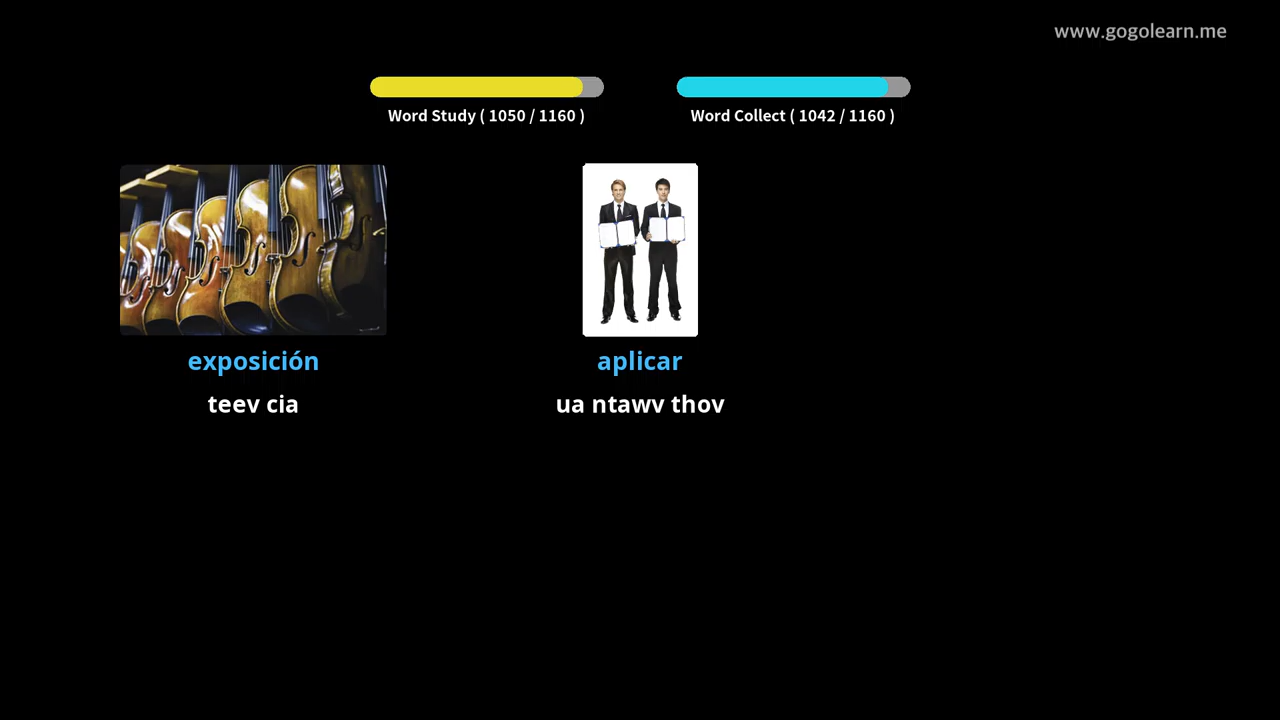 www.gogolearn.me
Word Study ( 1050 / 1160 )
Word Collect ( 1042 / 1160 )
exposición
aplicar
teev cia
ua ntawv thov